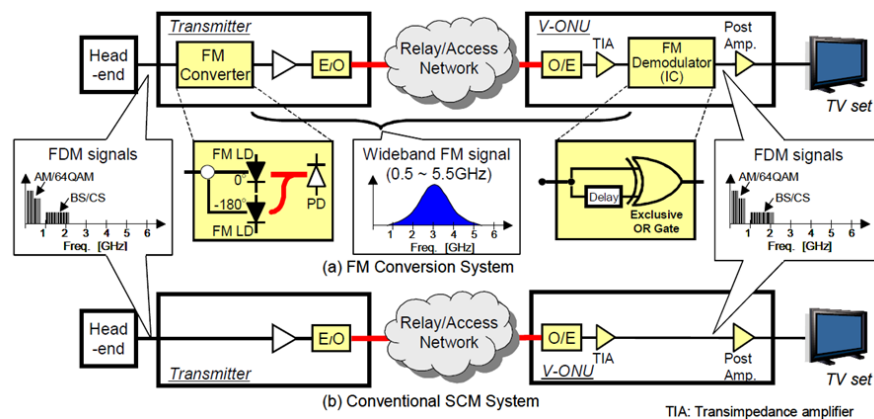 Transmitter
Head
-end
FM
Converter
E/O
Relay/Access
Network
V-ONU
O/E
TIA
FM
Demodulator
(IC)
Post
Amp.
TV set
FDM signals
AM/64QAM
BS/CS
1 2 3 4 5 6
Freq. [GHz]
FM LD
0°
-180°
FM LD
PD
Wideband FM signal
(0.5 ~ 5.5GHz)
1 2 3 4 5 6
Freq. [GHz]
Delay
Exclusive
OR Gate
FDM signals
AM/64QAM
BS/CS
1 2 3 4 5 6
Freq. [GHz]
(a) FM Conversion System
Head
-end
Transmitter
E/O
Relay/Access
Network
O/E
TIA
V-ONU
Post
Amp.
TV set
(b) Conventional SCM System
TIA: Transimpedance amplifier